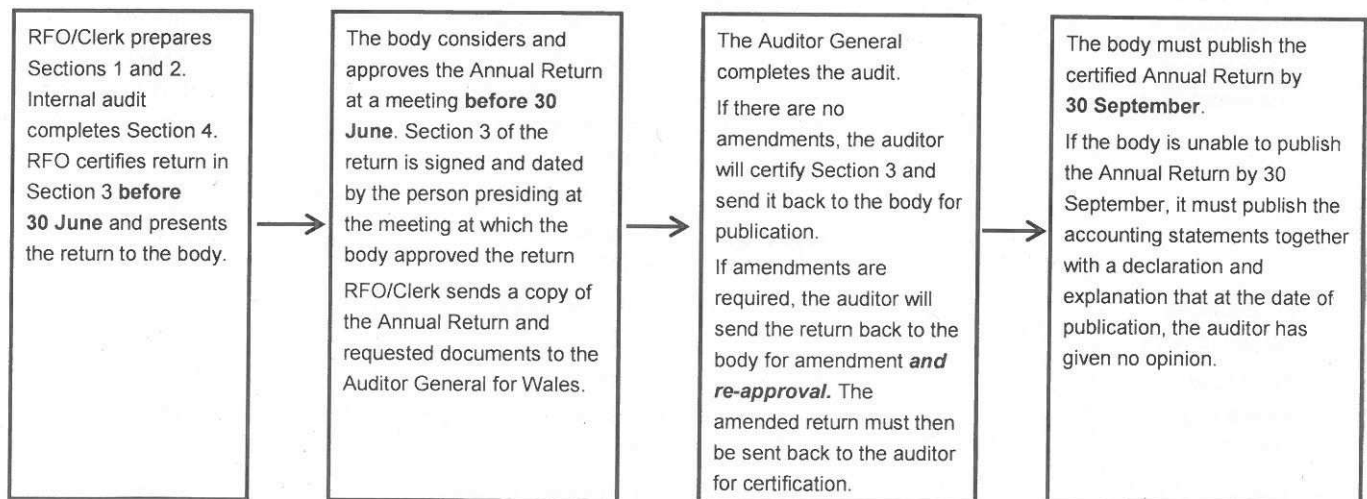 RFO/Clerk prepares
Sections 1 and 2.
Internal audit
completes Section 4.
RFO certifies return in
Section 3 before
30 June and presents
the return to the body.
The body considers and
approves the Annual Return
at a meeting before 30
June. Section 3 of the
return is signed and dated
by the person presiding at
the meeting at which the
body approved the return
RFO/Clerk sends a copy of
the Annual Return and
requested documents to the
Auditor General for Wales.
The Auditor General
completes the audit.
If there are no
amendments, the auditor
will certify Section 3 and
send it back to the body for
publication.
If amendments are
required, the auditor will
send the return back to the
body for amendment and
re-approval. The
amended return must then
be sent back to the auditor
for certification.
The body must publish the
certified Annual Return by
30 September.
If the body is unable to publish
the Annual Return by 30
September, it must publish the
accounting statements together
with a declaration and
explanation that at the date of
publication, the auditor has
given no opinion.